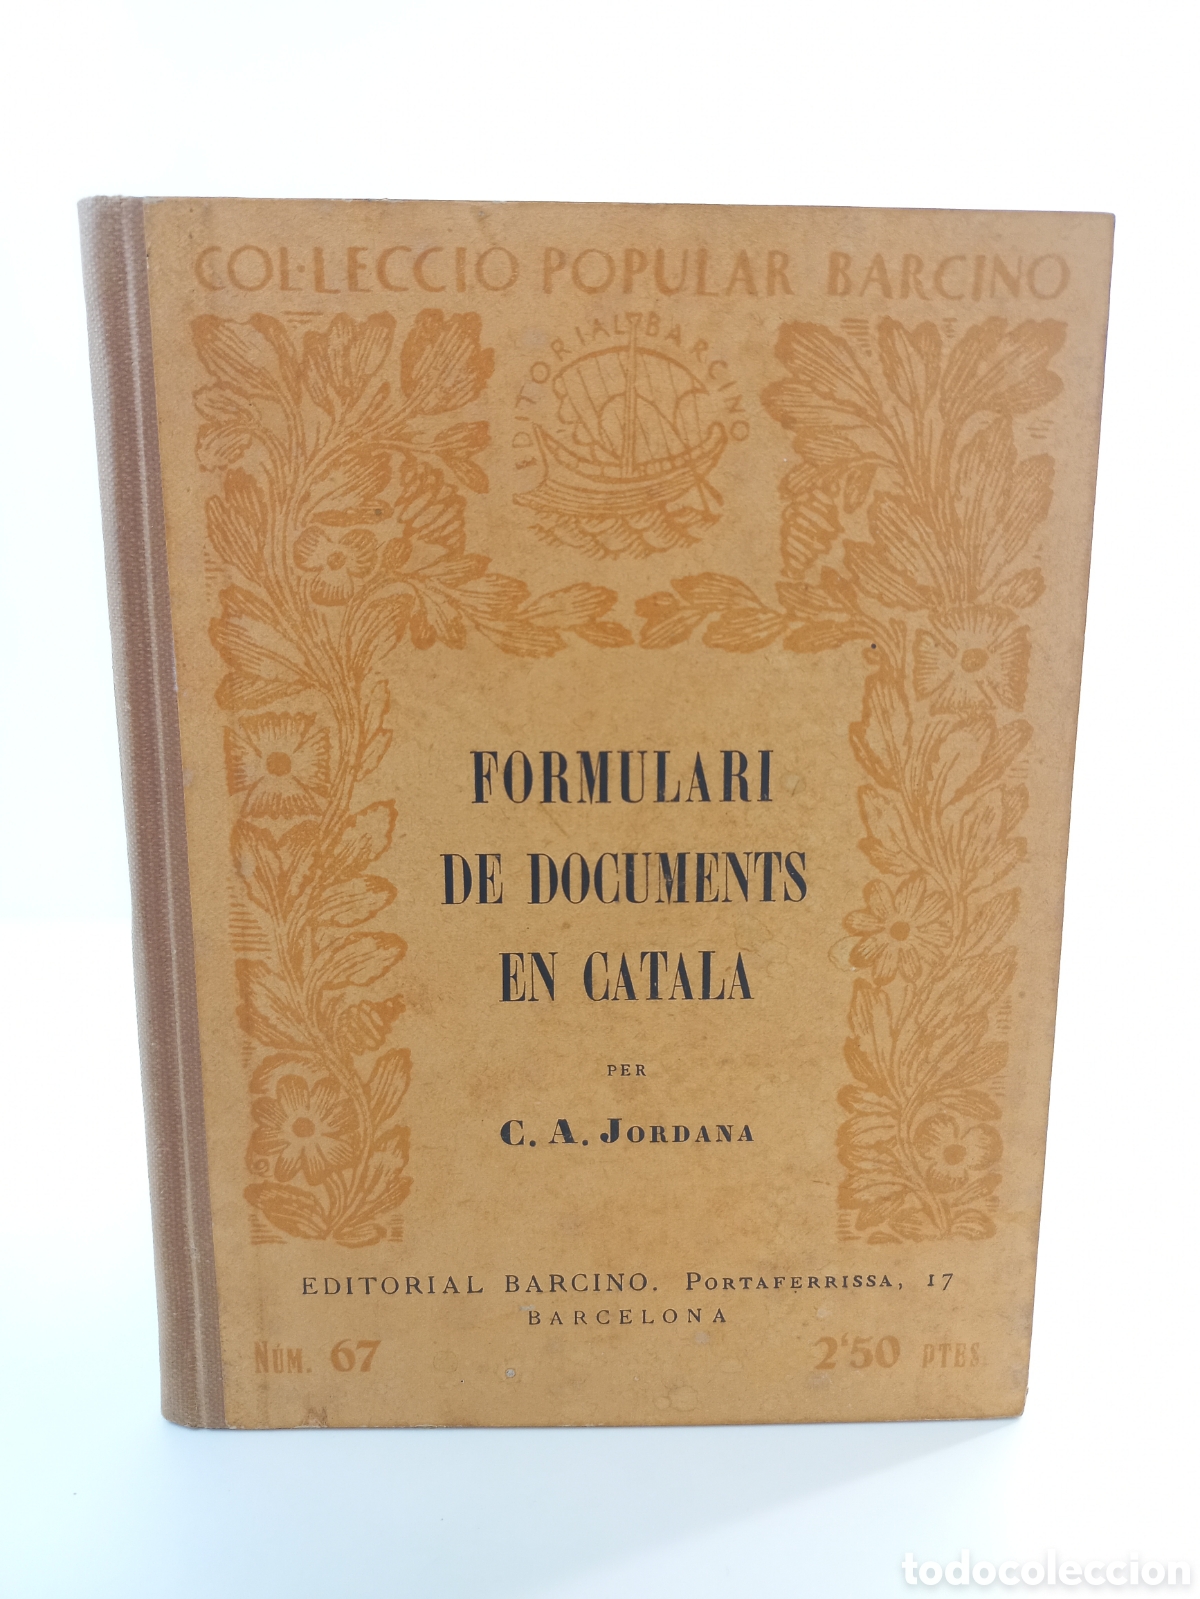 COL·LECCIO POPULAR BARCINO
EDITORIAL BARCINO
FORMULARI
DE DOCUMENTS
EN CATALA
PER
C. A. JORDANA
EDITORIAL BARCINO. PORTAFERRISSA, 17
BARCELONA
NÚM. 67
2'50 PTES.
todocoleccion